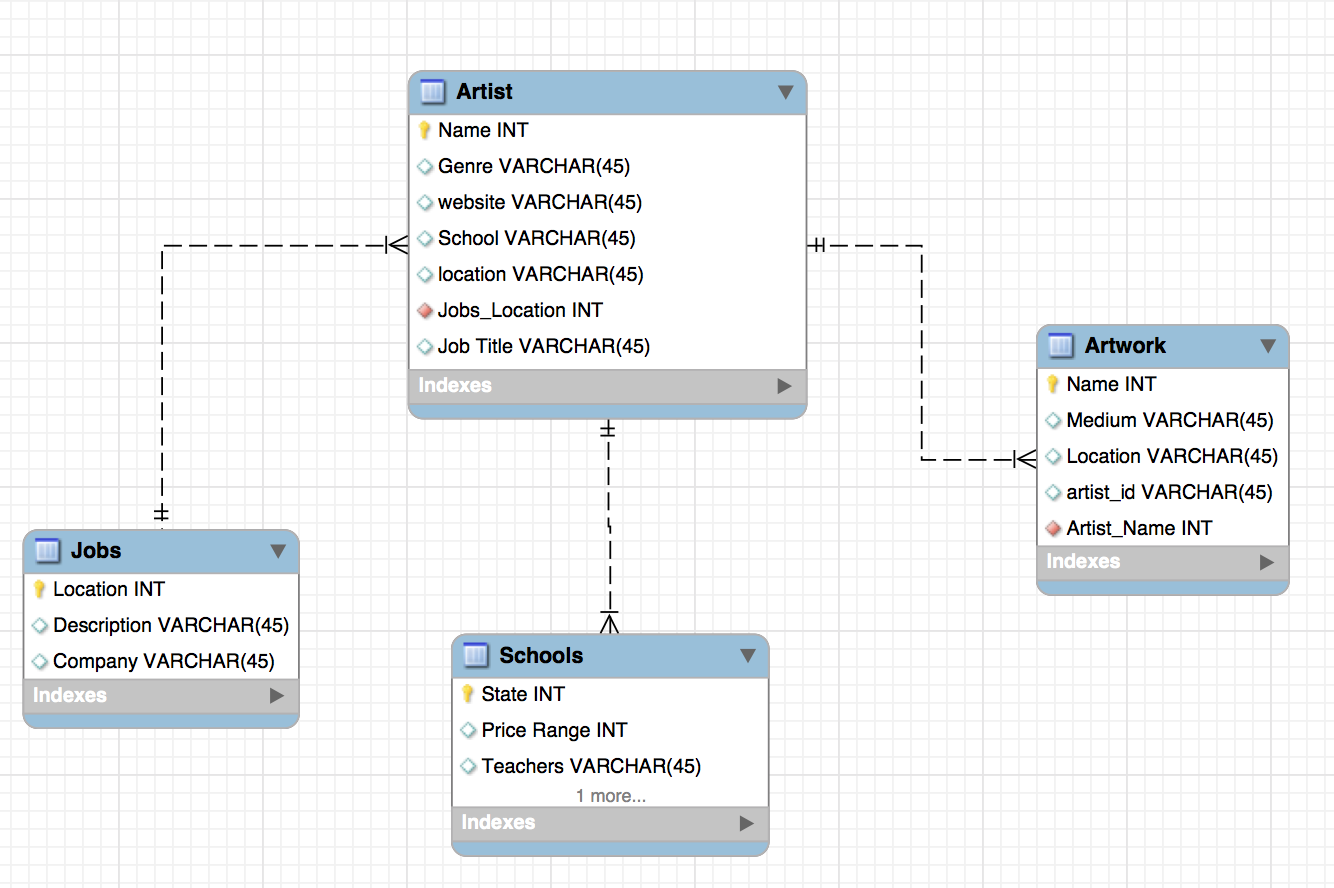 Artist
Name INT
Genre VARCHAR(45)
website VARCHAR(45)
School VARCHAR(45)
location VARCHAR(45)
Jobs_Location INT
Job Title VARCHAR(45)
Indexes
Artwork
Name INT
Medium VARCHAR(45)
Location VARCHAR(45)
artist_id VARCHAR(45)
Artist_Name INT
Indexes
Jobs
Location INT
Description VARCHAR(45)
Company VARCHAR(45)
Indexes
Schools
State INT
Price Range INT
Teachers VARCHAR(45)
1 more...
Indexes